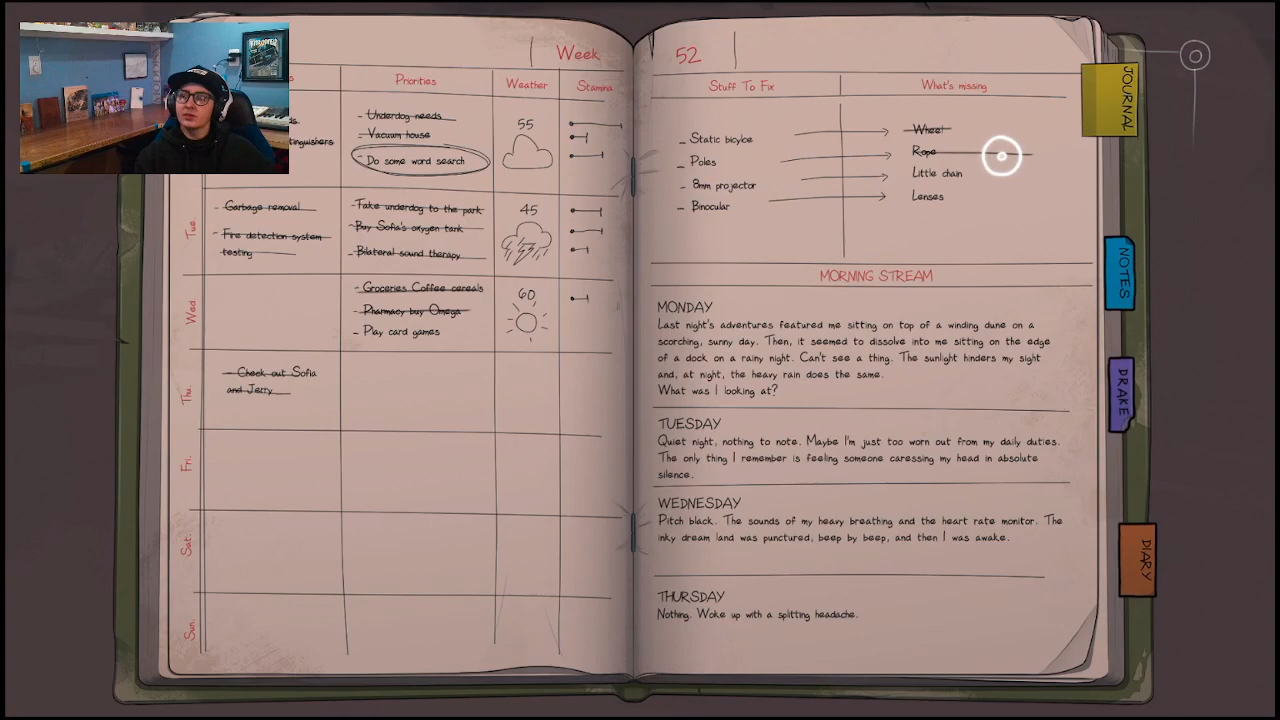 Week
52
s
Priorities
Weather
Stamina
ds
tinguishers
- Underdog needs
- Vacuum house
- Do some word search
55
Tue.
- Garbage removal
- Fire detection system
testing
- Take underdog to the park
- Buy Sofia's oxygen tank
- Bilateral sound therapy
45
Wed.
- Groceries Coffee cereals
- Pharmacy buy Omega
- Play card games
60
Thu.
- Check out Sofia
and Jerry
Fri.
Sat.
Sun.
Stuff To Fix
What's missing
- Static bicylce
Wheel
- Poles
Rope
- 8mm projector
Little chain
- Binocular
Lenses
MORNING STREAM
MONDAY
Last night's adventures featured me sitting on top of a winding dune on a
scorching, sunny day. Then, it seemed to dissolve into me sitting on the edge
of a dock on a rainy night. Can't see a thing. The sunlight hinders my sight
and, at night, the heavy rain does the same.
What was I looking at?
TUESDAY
Quiet night, nothing to note. Maybe I'm just too worn out from my daily duties.
The only thing I remember is feeling someone caressing my head in absolute
silence.
WEDNESDAY
Pitch black. The sounds of my heavy breathing and the heart rate monitor. The
inky dream land was punctured, beep by beep, and then I was awake.
THURSDAY
Nothing. Woke up with a splitting headache.
JOURNAL
NOTES
DRAKE
DIARY